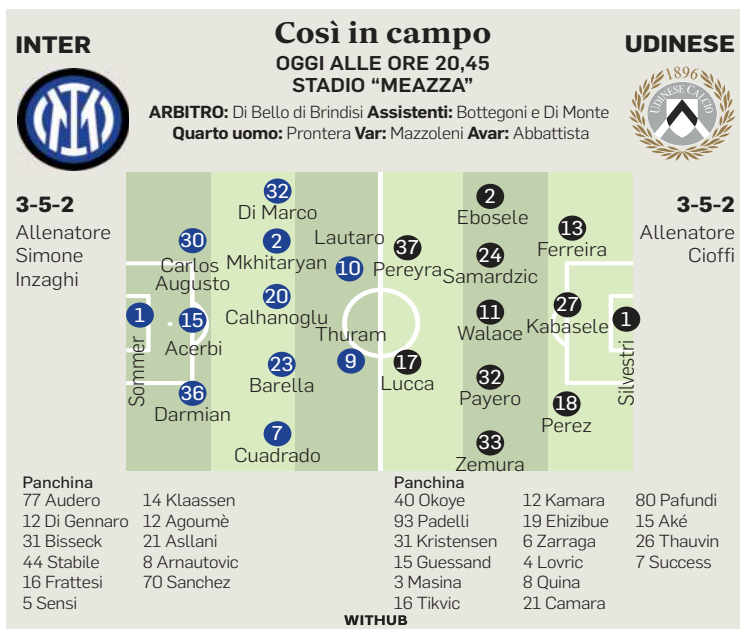 INTER
Così in campo
OGGI ALLE ORE 20,45
STADIO “MEAZZA”
UDINESE
1896
UDINESE CALCIO
ARBITRO: Di Bello di Brindisi Assistenti: Bottegoni e Di Monte
Quarto uomo: Prontera Var: Mazzoleni Avar: Abbattista
3-5-2
Allenatore
Simone
Inzaghi
3-5-2
Allenatore
Cioffi
1
Sommer
30
Carlos
Augusto
15
Acerbi
36
Darmian
32
Di Marco
2
Mkhitaryan
20
Calhanoglu
23
Barella
7
Cuadrado
Lautaro
10
Thuram
9
37
Pereyra
17
Lucca
2
Ebosele
24
Samardzic
11
Walace
32
Payero
33
Zemura
13
Ferreira
27
Kabasele
18
Perez
1
Silvestri
Panchina
77 Audero
12 Di Gennaro
31 Bisseck
44 Stabile
16 Frattesi
5 Sensi
14 Klaassen
12 Agoumè
21 Asllani
8 Arnautovic
70 Sanchez
Panchina
40 Okoye
93 Padelli
31 Kristensen
15 Guessand
3 Masina
16 Tikvic
12 Kamara
19 Ehizibue
6 Zarraga
4 Lovric
8 Quina
21 Camara
80 Pafundi
15 Aké
26 Thauvin
7 Success
WITHUB